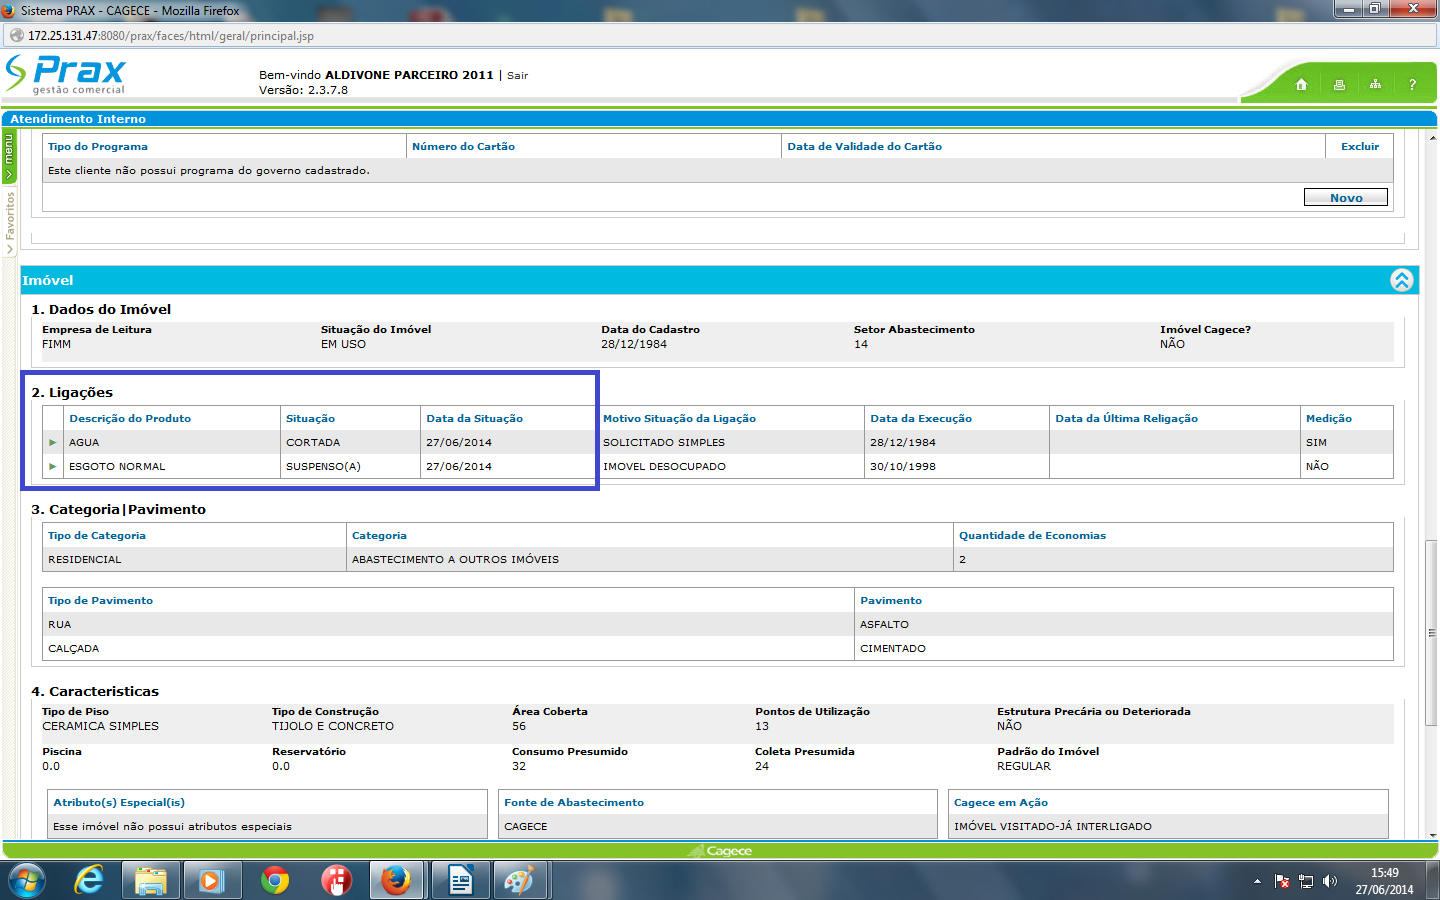 Sistema PRAX - CAGECE - Mozilla Firefox
172.25.131.47:8080/prax/faces/html/geral/principal.jsp
Prax
gestão comercial
Bem-vindo ALDIVONE PARCEIRO 2011 | Sair
Versão: 2.3.7.8
?
Atendimento Interno
menu
Favoritos
Tipo do Programa Número do Cartão Data de Validade do Cartão Excluir
Este cliente não possui programa do governo cadastrado.
Novo
Imóvel
1. Dados do Imóvel
Empresa de Leitura Situação do Imóvel Data do Cadastro Setor Abastecimento Imóvel Cagece?
FIMM EM USO 28/12/1984 14 NÃO
2. Ligações
Descrição do Produto Situação Data da Situação Motivo Situação da Ligação Data da Execução Data da Última Religação Medição
AGUA CORTADA 27/06/2014 SOLICITADO SIMPLES 28/12/1984 SIM
ESGOTO NORMAL SUSPENSO(A) 27/06/2014 IMOVEL DESOCUPADO 30/10/1998 NÃO
3. Categoria|Pavimento
Tipo de Categoria Categoria Quantidade de Economias
RESIDENCIAL ABASTECIMENTO A OUTROS IMÓVEIS 2
Tipo de Pavimento Pavimento
RUA ASFALTO
CALÇADA CIMENTADO
4. Caracteristicas
Tipo de Piso Tipo de Construção Área Coberta Pontos de Utilização Estrutura Precária ou Deteriorada
CERAMICA SIMPLES TIJOLO E CONCRETO 56 13 NÃO
Piscina Reservatório Consumo Presumido Coleta Presumida Padrão do Imóvel
0.0 0.0 32 24 REGULAR
Atributo(s) Especial(is) Fonte de Abastecimento Cagece em Ação
Esse imóvel não possui atributos especiais CAGECE IMÓVEL VISITADO-JÁ INTERLIGADO
Cagece
15:49
27/06/2014